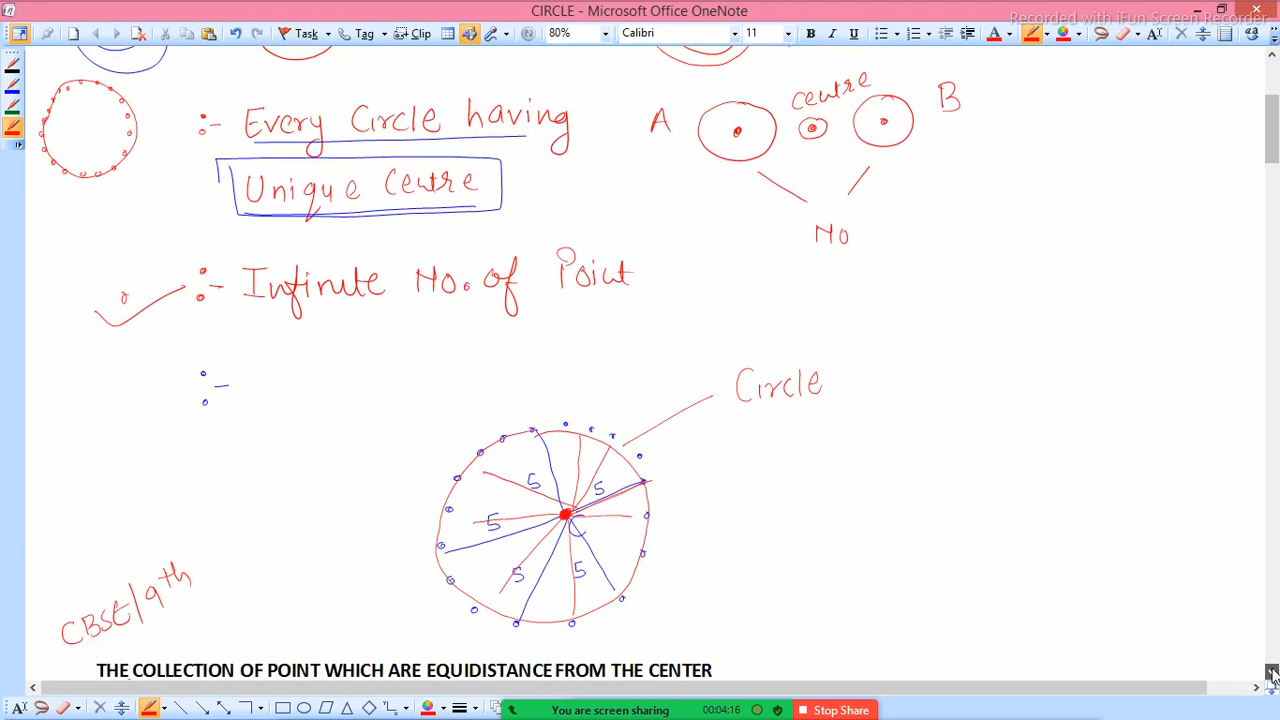 CIRCLE - Microsoft Office OneNote
Recorded with iFun Screen Recorder
Task Tag Clip 80% Calibri 11 B I U
:- Every Circle having
Unique Centre
A centre B
No
:- Infinite No. of Point
:-
Circle
5 5
5 C
5 5
CBSE/9th
THE COLLECTION OF POINT WHICH ARE EQUIDISTANCE FROM THE CENTER
You are screen sharing 00:04:16 Stop Share